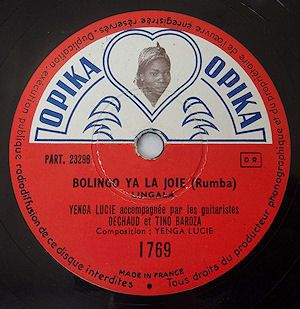 OPIKA OPIKA
PART. 23298
DR
BOLINGO YA LA JOIE (Rumba)
LINGALA
YENGA LUCIE accompagnée par les guitaristes
DECHAUD et TINO BAROZA
Composition : YENGA LUCIE
1769
MADE IN FRANCE
Tous droits du producteur phonographique et du propriétaire de l'œuvre enregistrée réservés. Duplication, exécution publique radiodiffusion de ce disque interdites